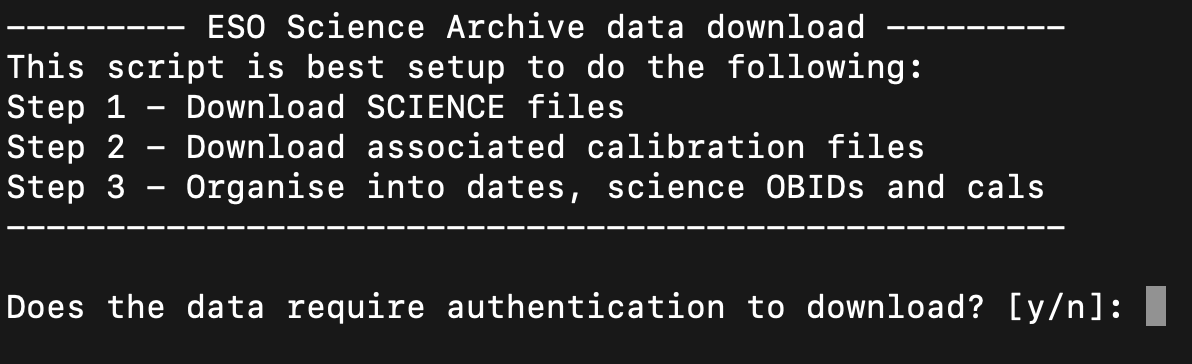 --------- ESO Science Archive data download ---------
This script is best setup to do the following:
Step 1 - Download SCIENCE files
Step 2 - Download associated calibration files
Step 3 - Organise into dates, science OBIDs and cals
-----------------------------------------------------
Does the data require authentication to download? [y/n]: